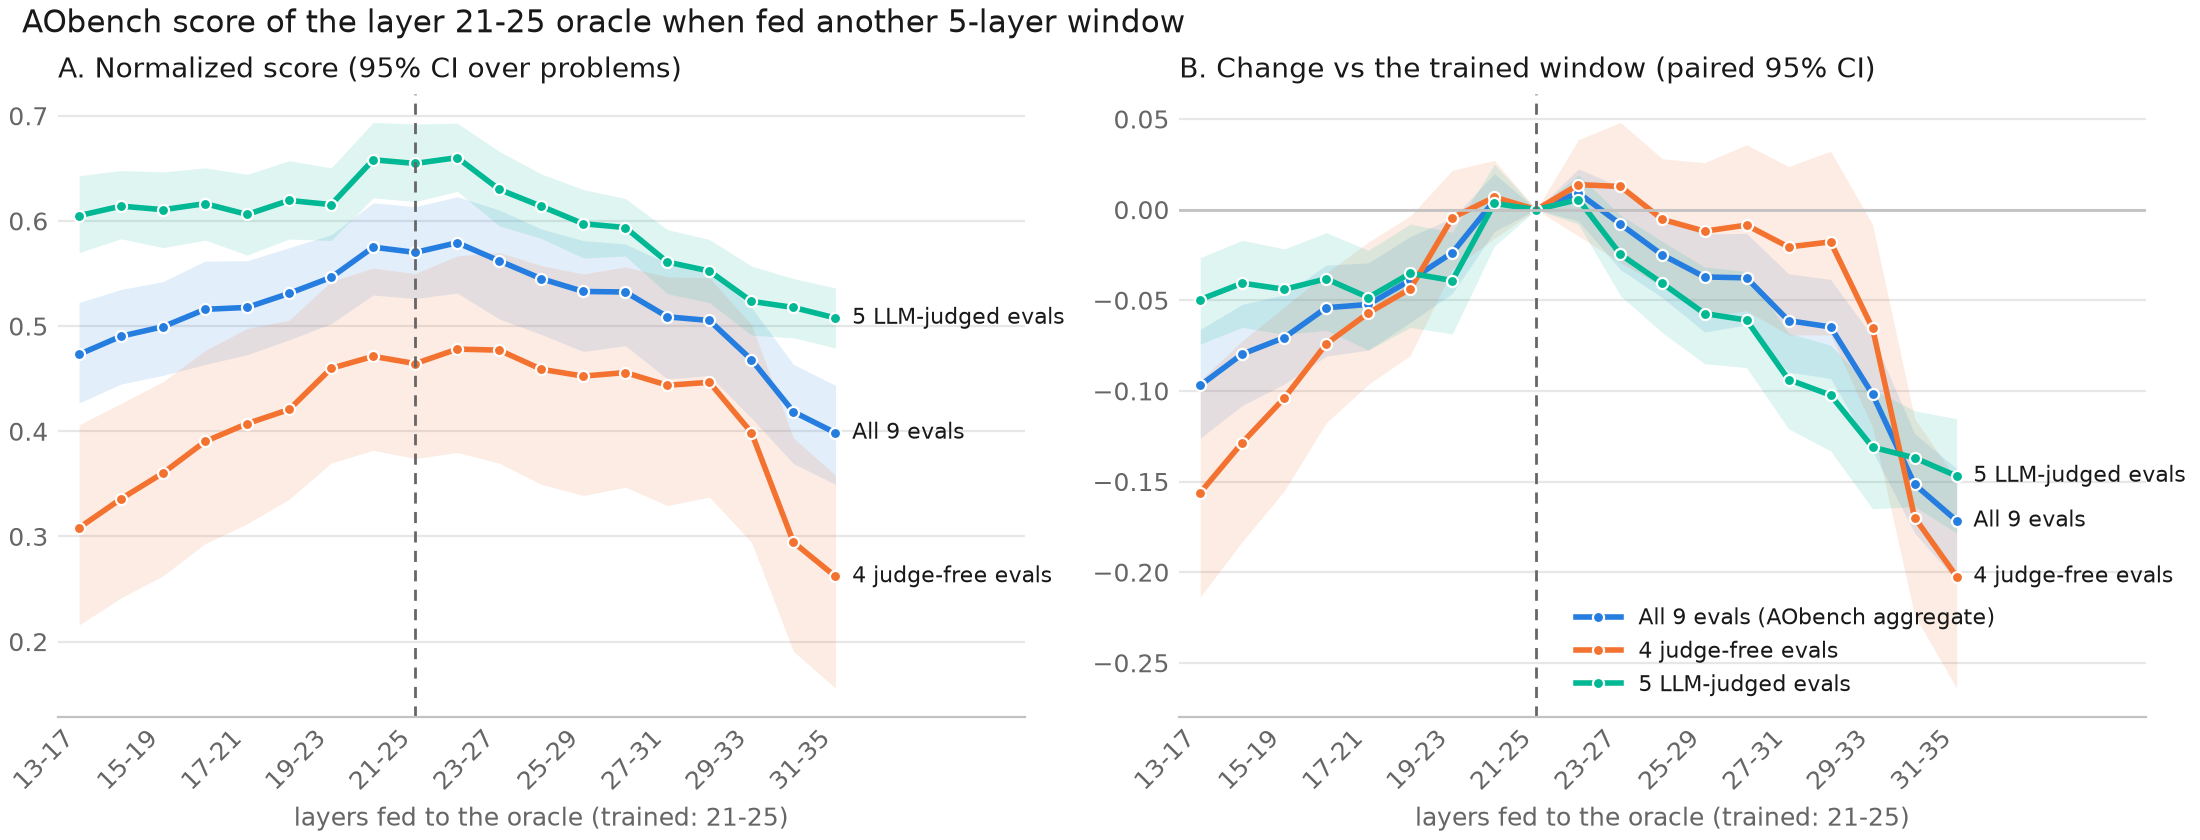 AObench score of the layer 21-25 oracle when fed another 5-layer window
A. Normalized score (95% CI over problems)
0.7
0.6
0.5
0.4
0.3
0.2
5 LLM-judged evals
All 9 evals
4 judge-free evals
13-17
15-19
17-21
19-23
21-25
23-27
25-29
27-31
29-33
31-35
layers fed to the oracle (trained: 21-25)
B. Change vs the trained window (paired 95% CI)
0.05
0.00
−0.05
−0.10
−0.15
−0.20
−0.25
5 LLM-judged evals
All 9 evals
4 judge-free evals
All 9 evals (AObench aggregate)
4 judge-free evals
5 LLM-judged evals
13-17
15-19
17-21
19-23
21-25
23-27
25-29
27-31
29-33
31-35
layers fed to the oracle (trained: 21-25)